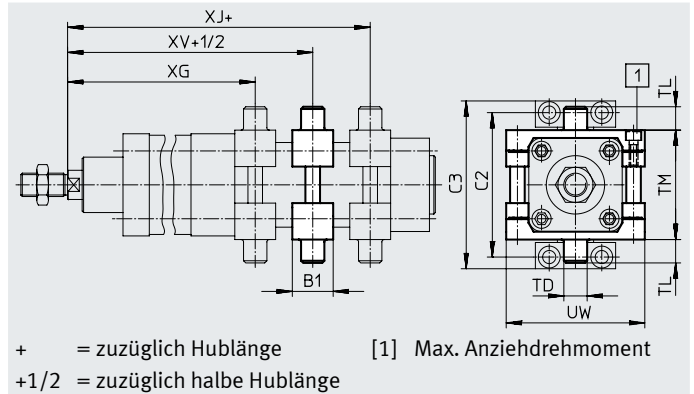 XJ+
XV+1/2
XG
1
TL
C3
C2
TM
B1
TD
TL
UW
+ = zuzüglich Hublänge
+1/2 = zuzüglich halbe Hublänge
[1] Max. Anziehdrehmoment